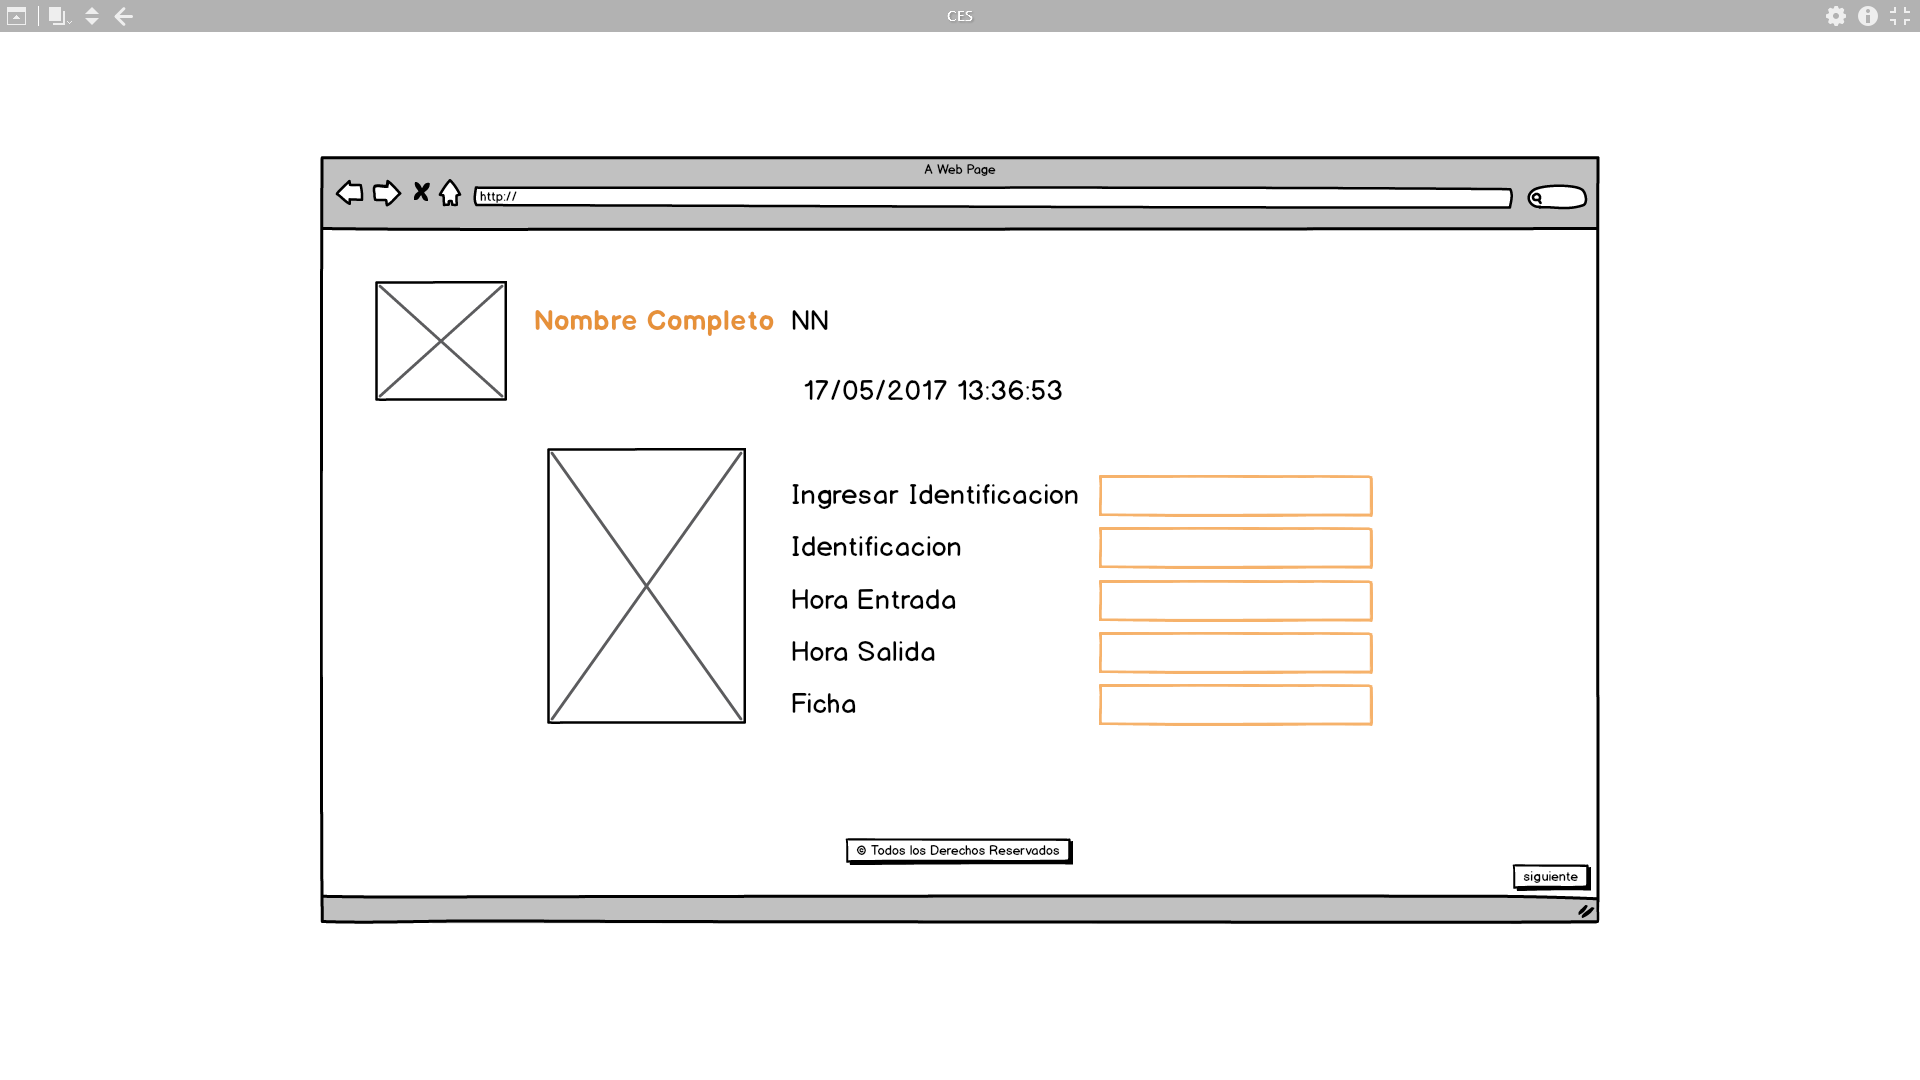 CES
A Web Page
http://
Nombre Completo NN
17/05/2017 13:36:53
Ingresar Identificacion
Identificacion
Hora Entrada
Hora Salida
Ficha
© Todos los Derechos Reservados
siguiente